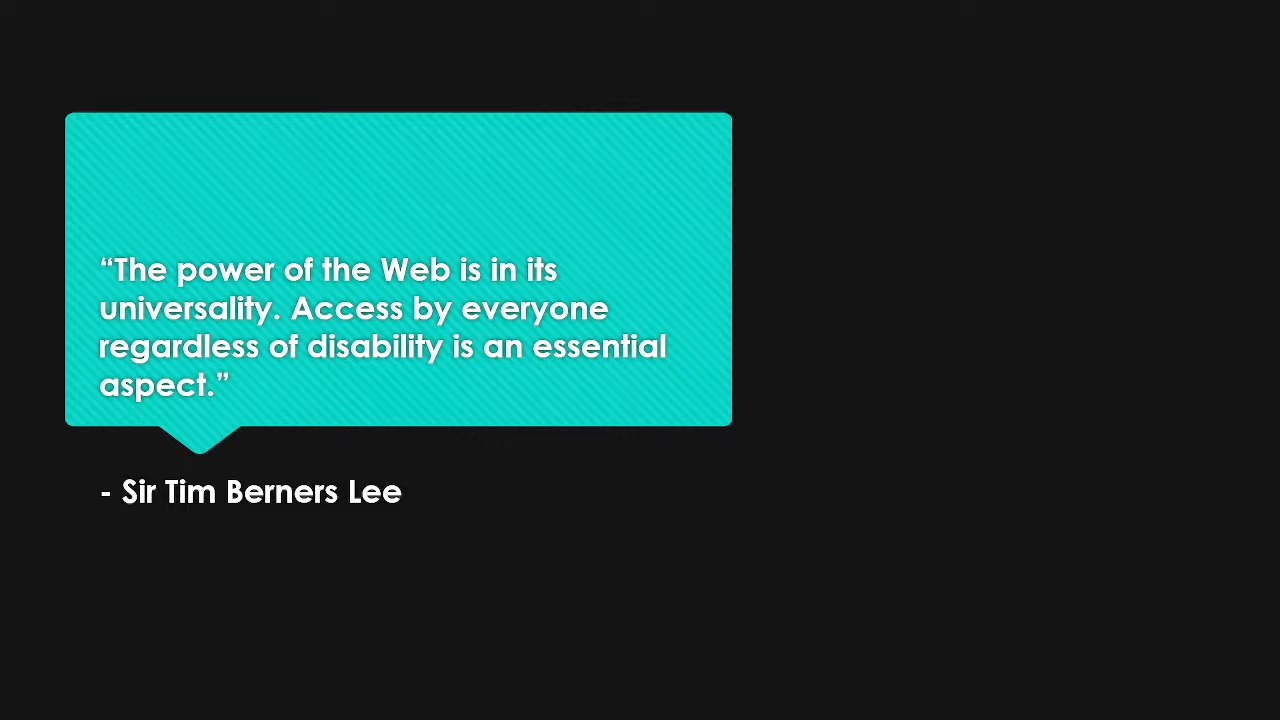 “The power of the Web is in its
universality. Access by everyone
regardless of disability is an essential
aspect.”
- Sir Tim Berners Lee